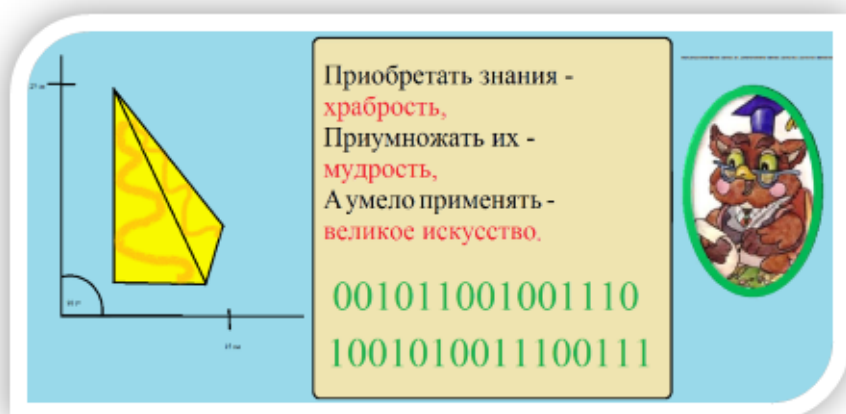 Приобретать знания -
храбрость,
Приумножать их -
мудрость,
А умело применять -
великое искусство.
001011001001110
1001010011100111